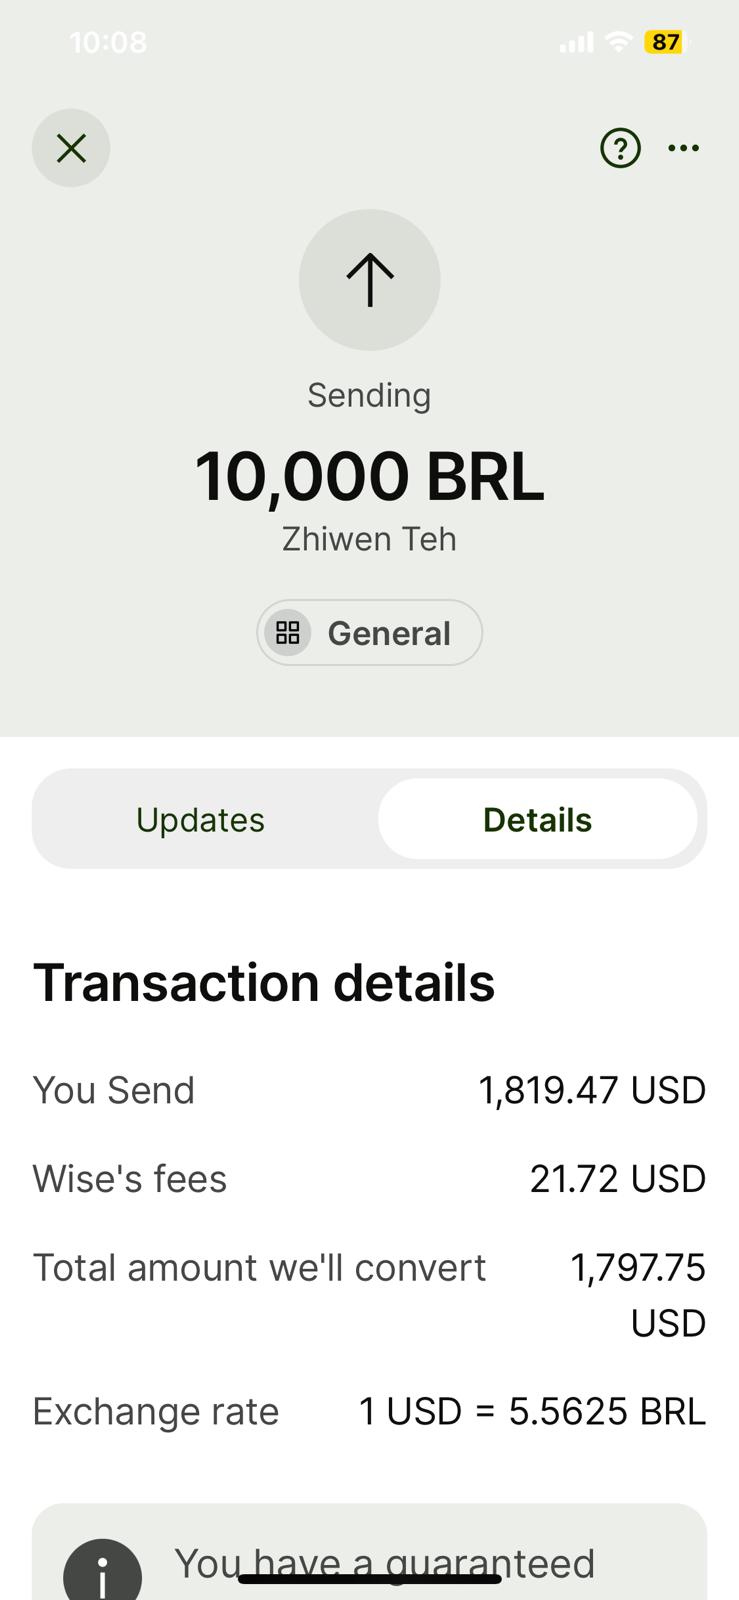 10:08
87
Sending
10,000 BRL
Zhiwen Teh
General
Updates
Details
Transaction details
You Send 1,819.47 USD
Wise's fees 21.72 USD
Total amount we'll convert 1,797.75
USD
Exchange rate 1 USD = 5.5625 BRL
You have a guaranteed